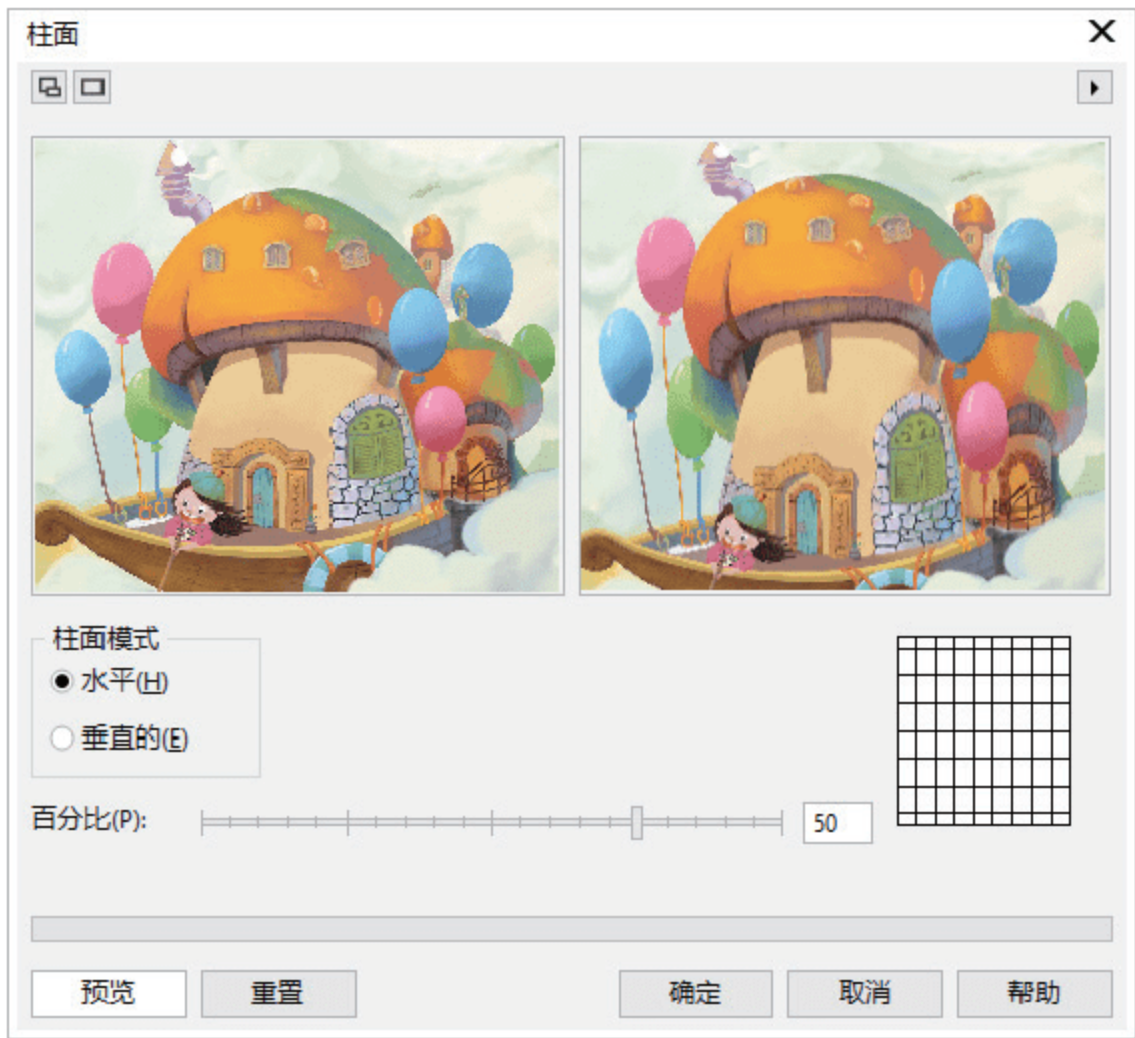 柱面
柱面模式
水平(H)
垂直的(E)
百分比(P):
50
预览
重置
确定
取消
帮助